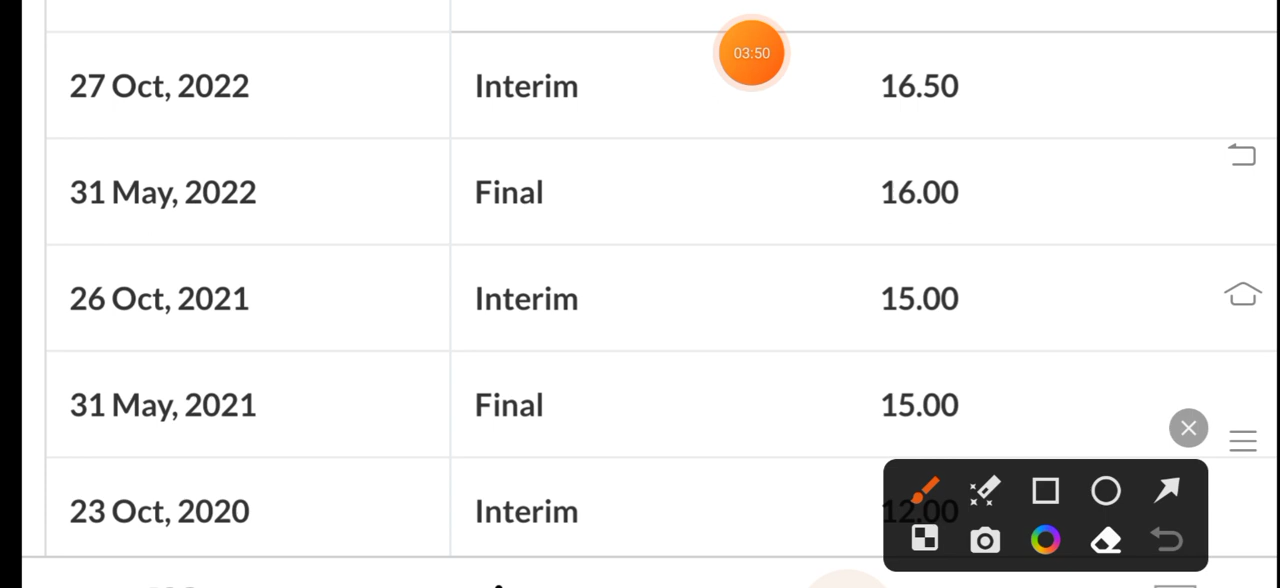 03:50
27 Oct, 2022 Interim 16.50
31 May, 2022 Final 16.00
26 Oct, 2021 Interim 15.00
31 May, 2021 Final 15.00
23 Oct, 2020 Interim 12.00